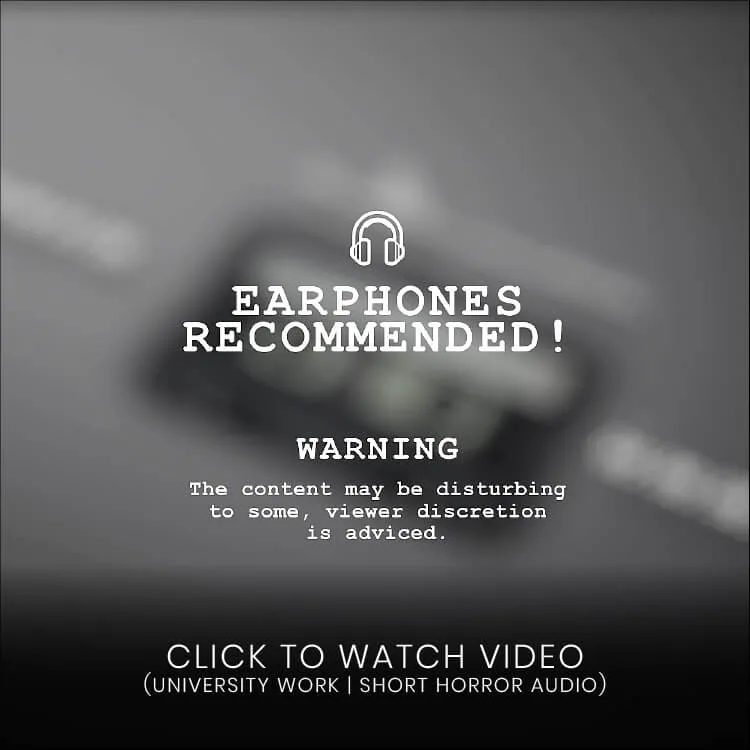 EARPHONES
RECOMMENDED!
WARNING
The content may be disturbing
to some, viewer discretion
is adviced.
CLICK TO WATCH VIDEO
(UNIVERSITY WORK | SHORT HORROR AUDIO)